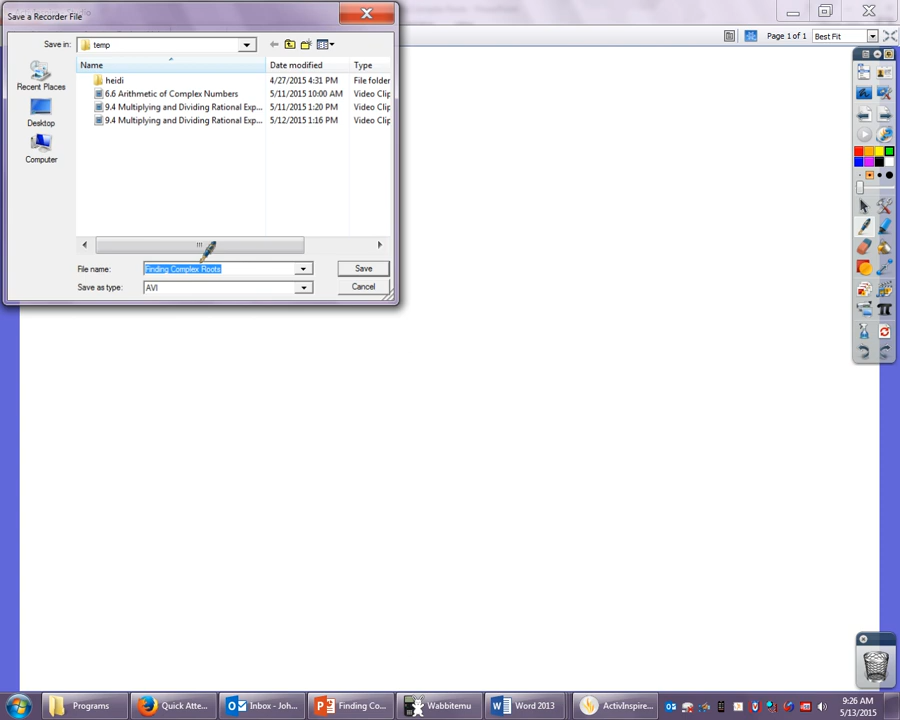 Save a Recorder File
Page 1 of 1
Best Fit
Save in:
temp
Name
Date modified
Type
heidi
4/27/2015 4:31 PM
File folder
6.6 Arithmetic of Complex Numbers
5/11/2015 10:00 AM
Video Clip
9.4 Multiplying and Dividing Rational Exp...
5/11/2015 1:20 PM
Video Clip
9.4 Multiplying and Dividing Rational Exp...
5/12/2015 1:16 PM
Video Clip
Recent Places
Desktop
Computer
File name:
Finding Complex Roots
Save
Save as type:
AVI
Cancel
Programs
Quick Atte...
Inbox - Joh...
Finding Co...
Wabbitemu
Word 2013
ActivInspire...
9:26 AM
5/13/2015